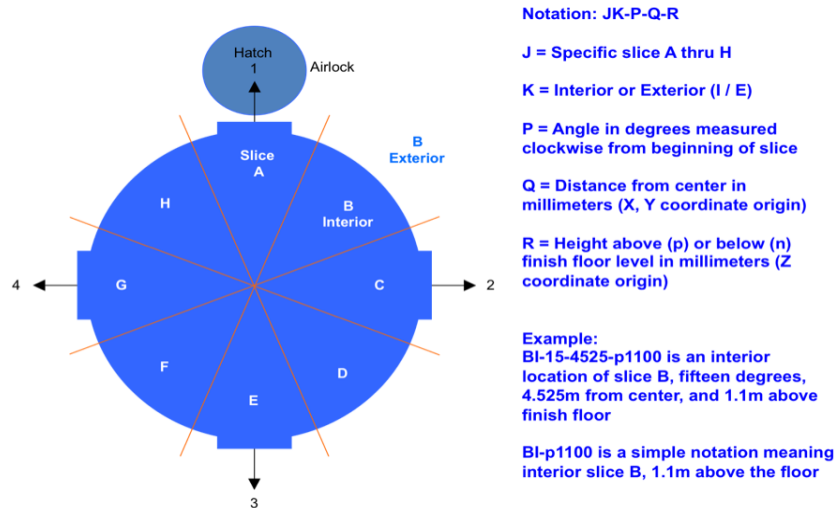 Hatch
1
Airlock
Slice
A
B
Exterior
H
B
Interior
4
G
C
2
F
D
E
3
Notation: JK-P-Q-R
J = Specific slice A thru H
K = Interior or Exterior (I / E)
P = Angle in degrees measured
clockwise from beginning of slice
Q = Distance from center in
millimeters (X, Y coordinate origin)
R = Height above (p) or below (n)
finish floor level in millimeters (Z
coordinate origin)
Example:
BI-15-4525-p1100 is an interior
location of slice B, fifteen degrees,
4.525m from center, and 1.1m above
finish floor
BI-p1100 is a simple notation meaning
interior slice B, 1.1m above the floor